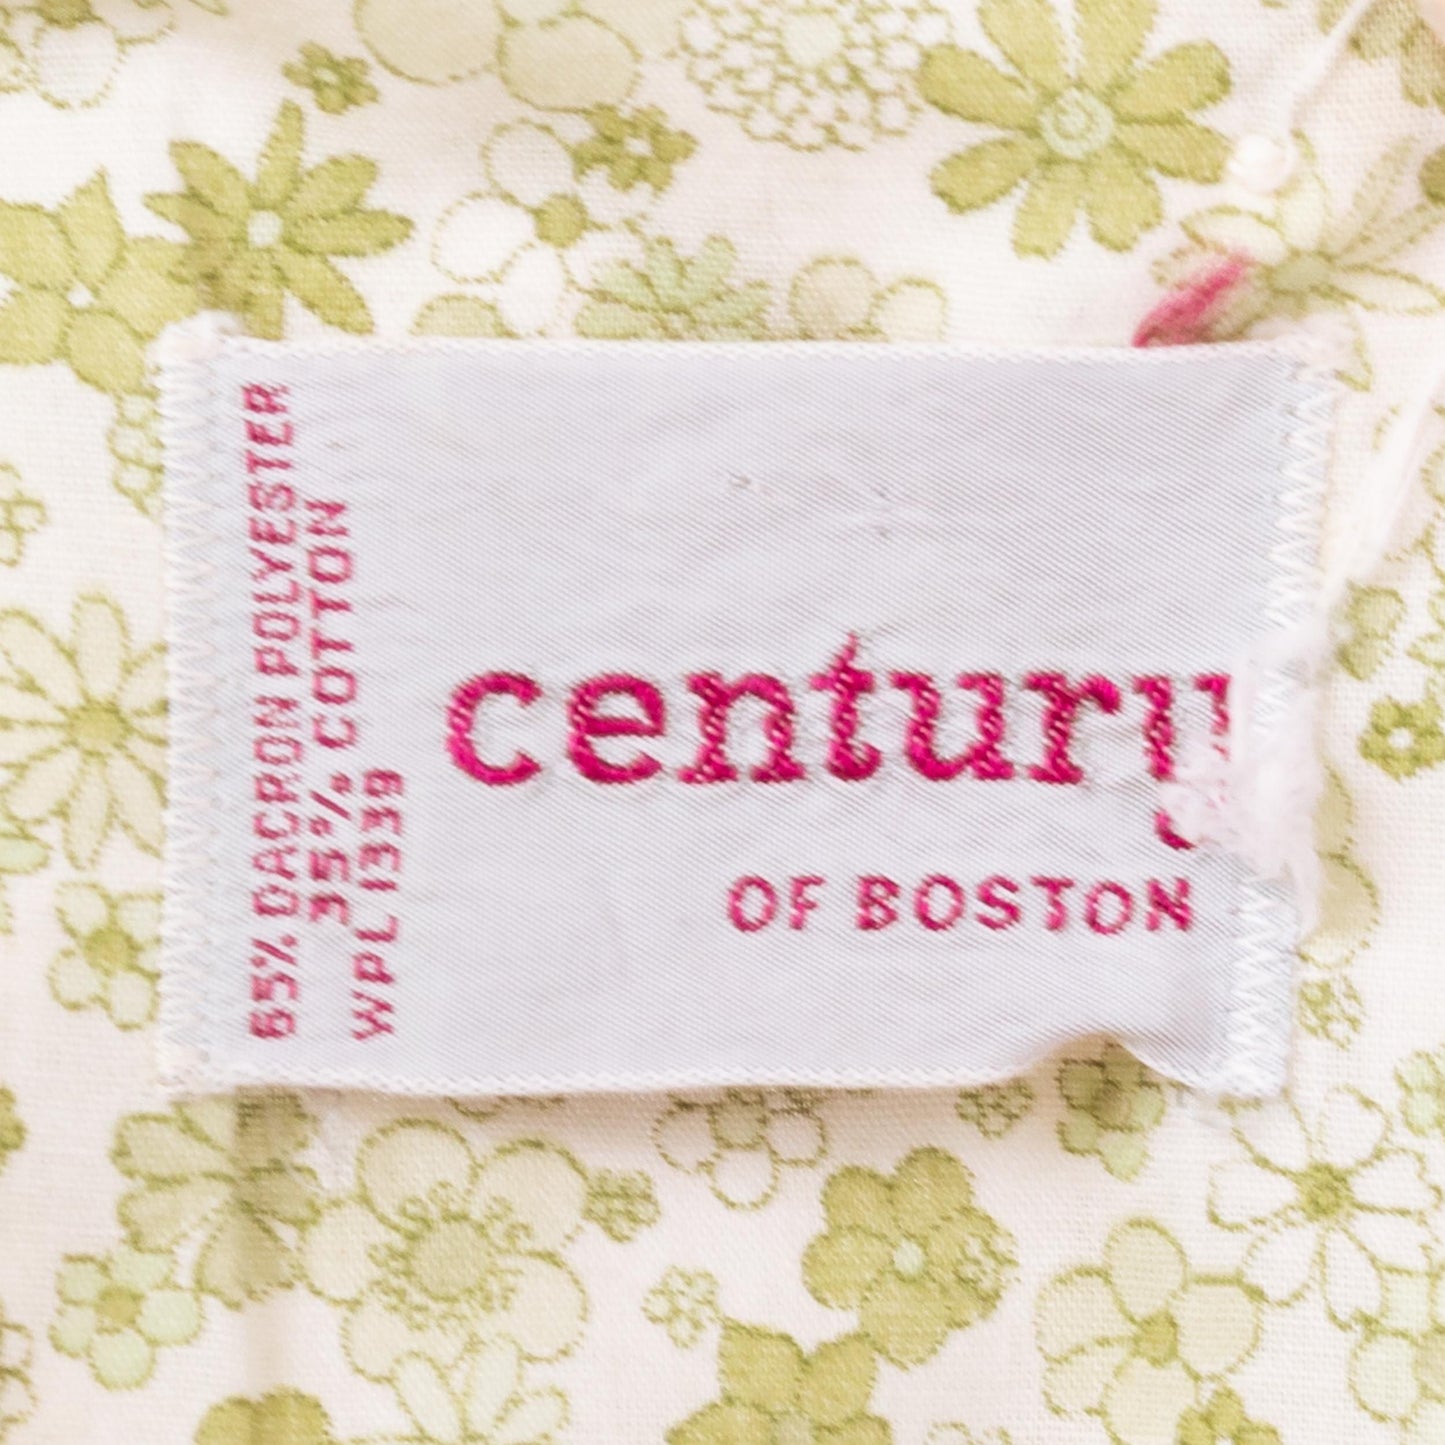 65% DACRON POLYESTER
35% COTTON
WPL 1339
century
OF BOSTON